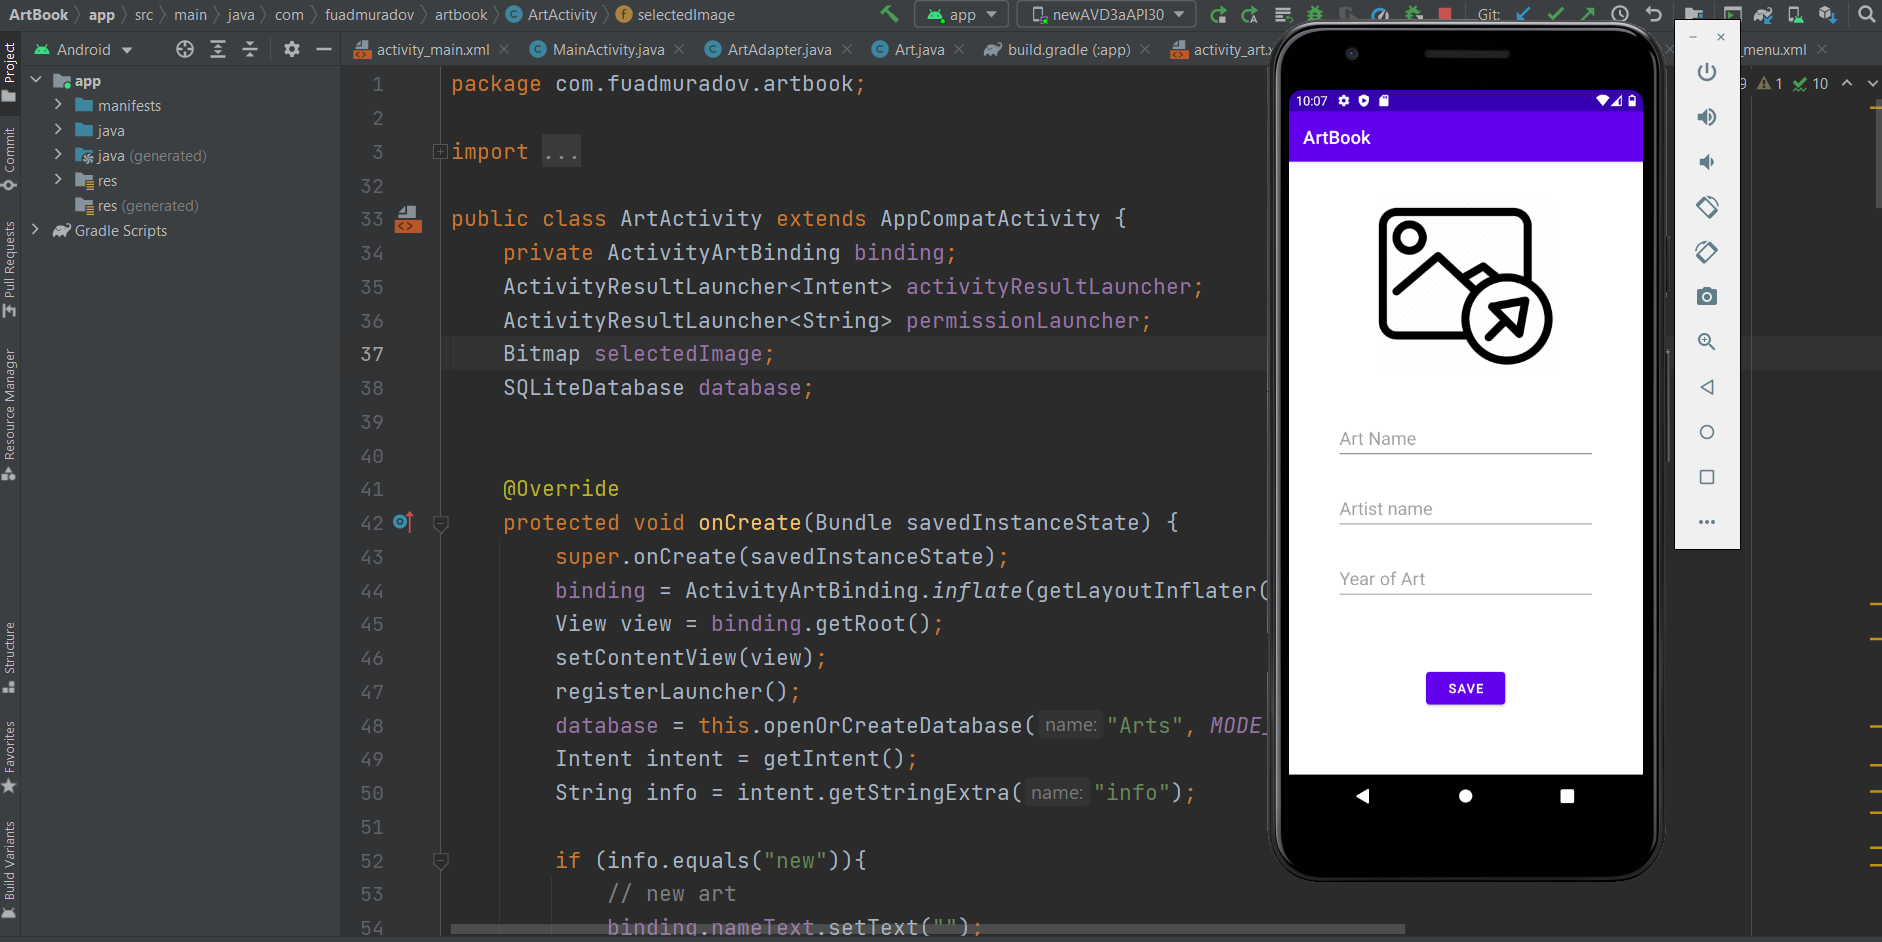 ArtBook app src main java com fuadmuradov artbook ArtActivity selectedImage app newAVD3aAPI30 Git:
Android activity_main.xml MainActivity.java ArtAdapter.java Art.java build.gradle (:app) activity_art.x _menu.xml
9 1 10
Project
Commit
Pull Requests
Resource Manager
Structure
Favorites
Build Variants
app
manifests
java
java (generated)
res
res (generated)
Gradle Scripts
1 package com.fuadmuradov.artbook;
2
3 import ...
32
33 public class ArtActivity extends AppCompatActivity {
34 private ActivityArtBinding binding;
35 ActivityResultLauncher<Intent> activityResultLauncher;
36 ActivityResultLauncher<String> permissionLauncher;
37 Bitmap selectedImage;
38 SQLiteDatabase database;
39
40
41 @Override
42 protected void onCreate(Bundle savedInstanceState) {
43 super.onCreate(savedInstanceState);
44 binding = ActivityArtBinding.inflate(getLayoutInflater(
45 View view = binding.getRoot();
46 setContentView(view);
47 registerLauncher();
48 database = this.openOrCreateDatabase( name: "Arts", MODE_
49 Intent intent = getIntent();
50 String info = intent.getStringExtra( name: "info");
51
52 if (info.equals("new")){
53 // new art
54 binding.nameText.setText("");
10:07
ArtBook
Art Name
Artist name
Year of Art
SAVE